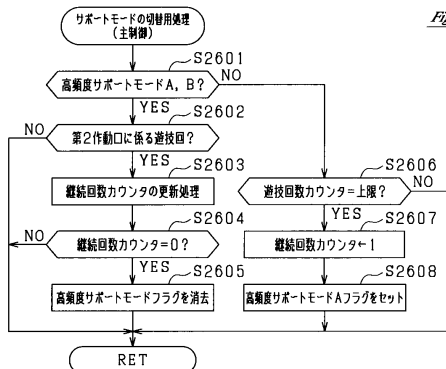 サポートモードの切替用処理
(主制御)
Fig
S2601
高頻度サポートモードA, B?
NO
YES
S2602
NO
第2作動口に係る遊技回?
YES
S2603
継続回数カウンタの更新処理
S2606
遊技回数カウンター=上限?
NO
YES
S2604
NO
継続回数カウンタ=0?
S2607
継続回数カウンタ←1
YES
S2605
高頻度サポートモードフラグを消去
S2608
高頻度サポートモードAフラグをセット
RET